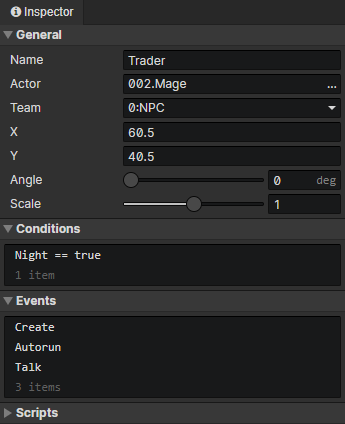 Inspector
General
Name Trader
Actor 002.Mage ...
Team 0:NPC
X 60.5
Y 40.5
Angle 0 deg
Scale 1
Conditions
Night == true
1 item
Events
Create
Autorun
Talk
3 items
Scripts